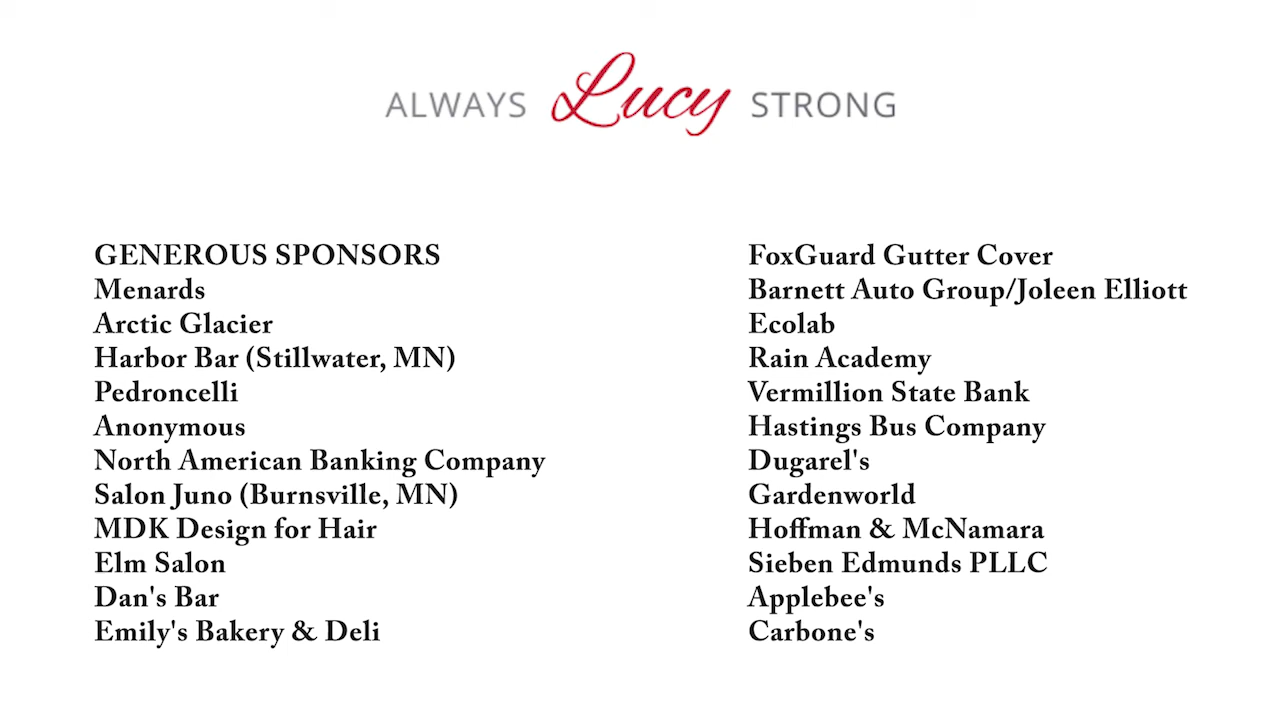 ALWAYS Lucy STRONG
GENEROUS SPONSORS
Menards
Arctic Glacier
Harbor Bar (Stillwater, MN)
Pedroncelli
Anonymous
North American Banking Company
Salon Juno (Burnsville, MN)
MDK Design for Hair
Elm Salon
Dan's Bar
Emily's Bakery & Deli
FoxGuard Gutter Cover
Barnett Auto Group/Joleen Elliott
Ecolab
Rain Academy
Vermillion State Bank
Hastings Bus Company
Dugarel's
Gardenworld
Hoffman & McNamara
Sieben Edmunds PLLC
Applebee's
Carbone's